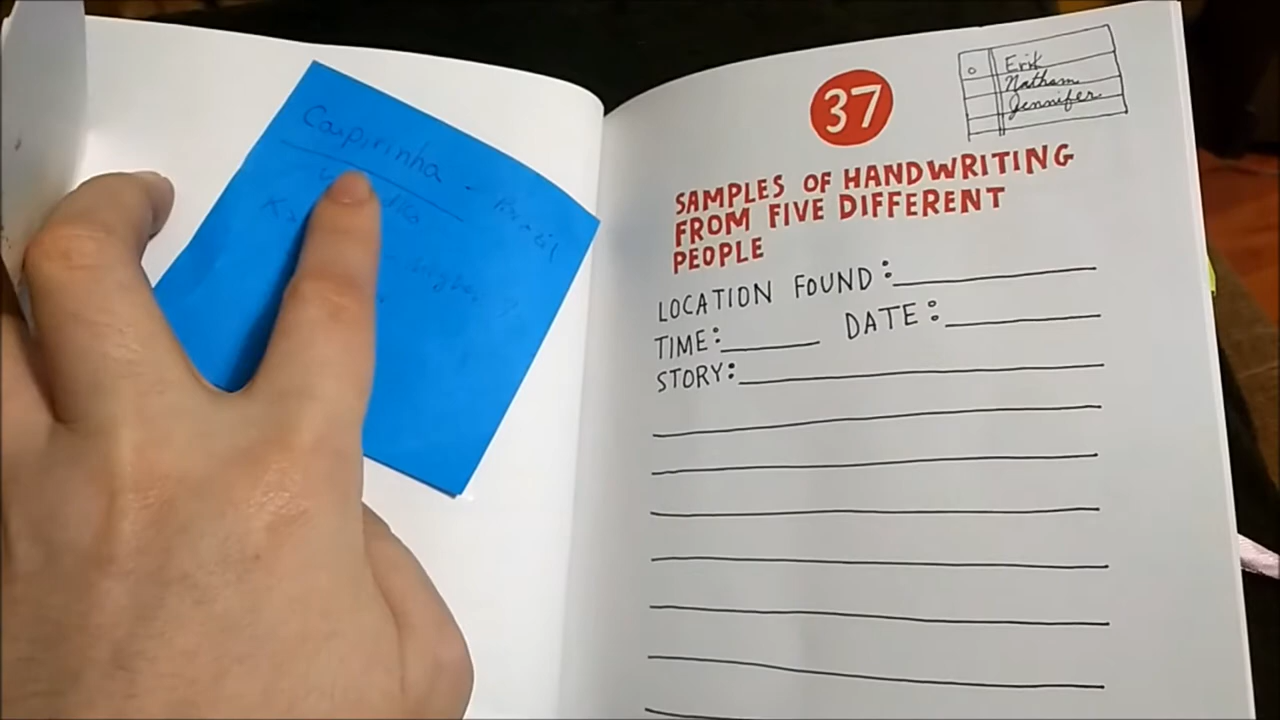 Caipirinha - Brazil
37
Erik
Nathan
Jennifer
SAMPLES OF HANDWRITING
FROM FIVE DIFFERENT
PEOPLE
LOCATION FOUND:
TIME: DATE:
STORY: